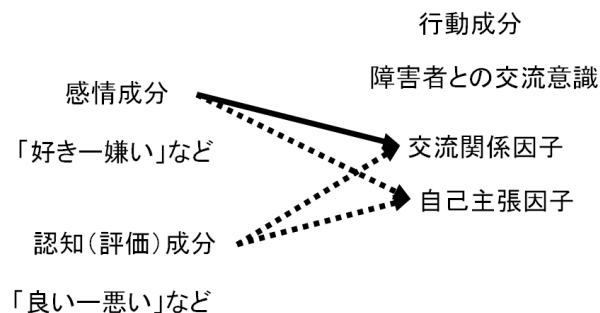 行動成分
障害者との交流意識
感情成分
「好きー嫌い」など
交流関係因子
自己主張因子
認知（評価）成分
「良いー悪い」など